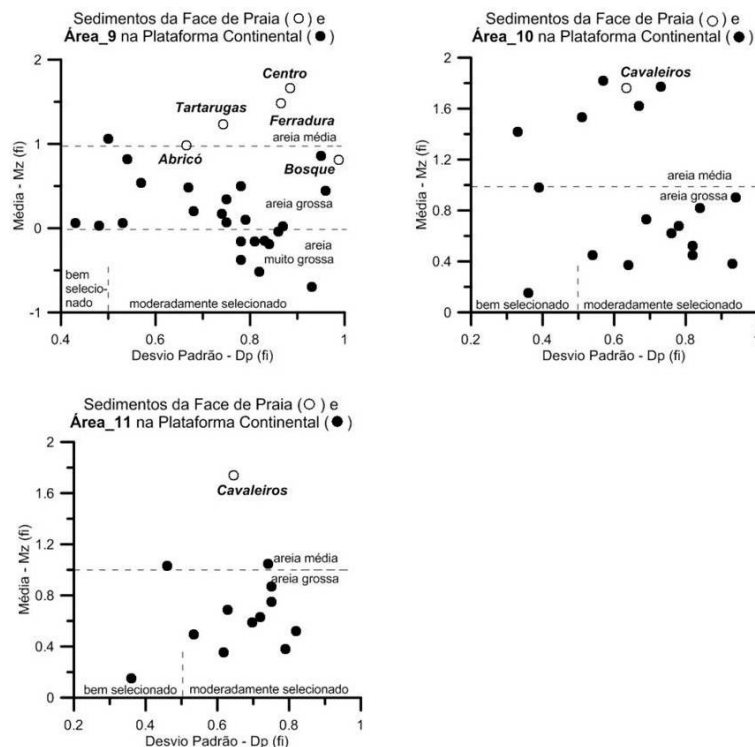 Sedimentos da Face de Praia (○) e
Área_9 na Plataforma Continental (●)
2
1
0
-1
Média - Mz (fi)
Centro
Tartarugas
Ferradura
areia média
Abricó
Bosque
areia grossa
areia
muito grossa
bem
selecio-
nado
moderadamente selecionado
0.4
0.6
0.8
1
Desvio Padrão - Dp (fi)
Sedimentos da Face de Praia (○) e
Área_10 na Plataforma Continental (●)
2
1.6
1.2
0.8
0.4
0
Média - Mz (fi)
Cavaleiros
areia média
areia grossa
bem selecionado
moderadamente selecionado
0.2
0.4
0.6
0.8
1
Desvio Padrão - Dp (fi)
Sedimentos da Face de Praia (○) e
Área_11 na Plataforma Continental (●)
2
1.6
1.2
0.8
0.4
0
Média - Mz (fi)
Cavaleiros
areia média
areia grossa
bem selecionado
moderadamente selecionado
0.2
0.4
0.6
0.8
1
Desvio Padrão - Dp (fi)